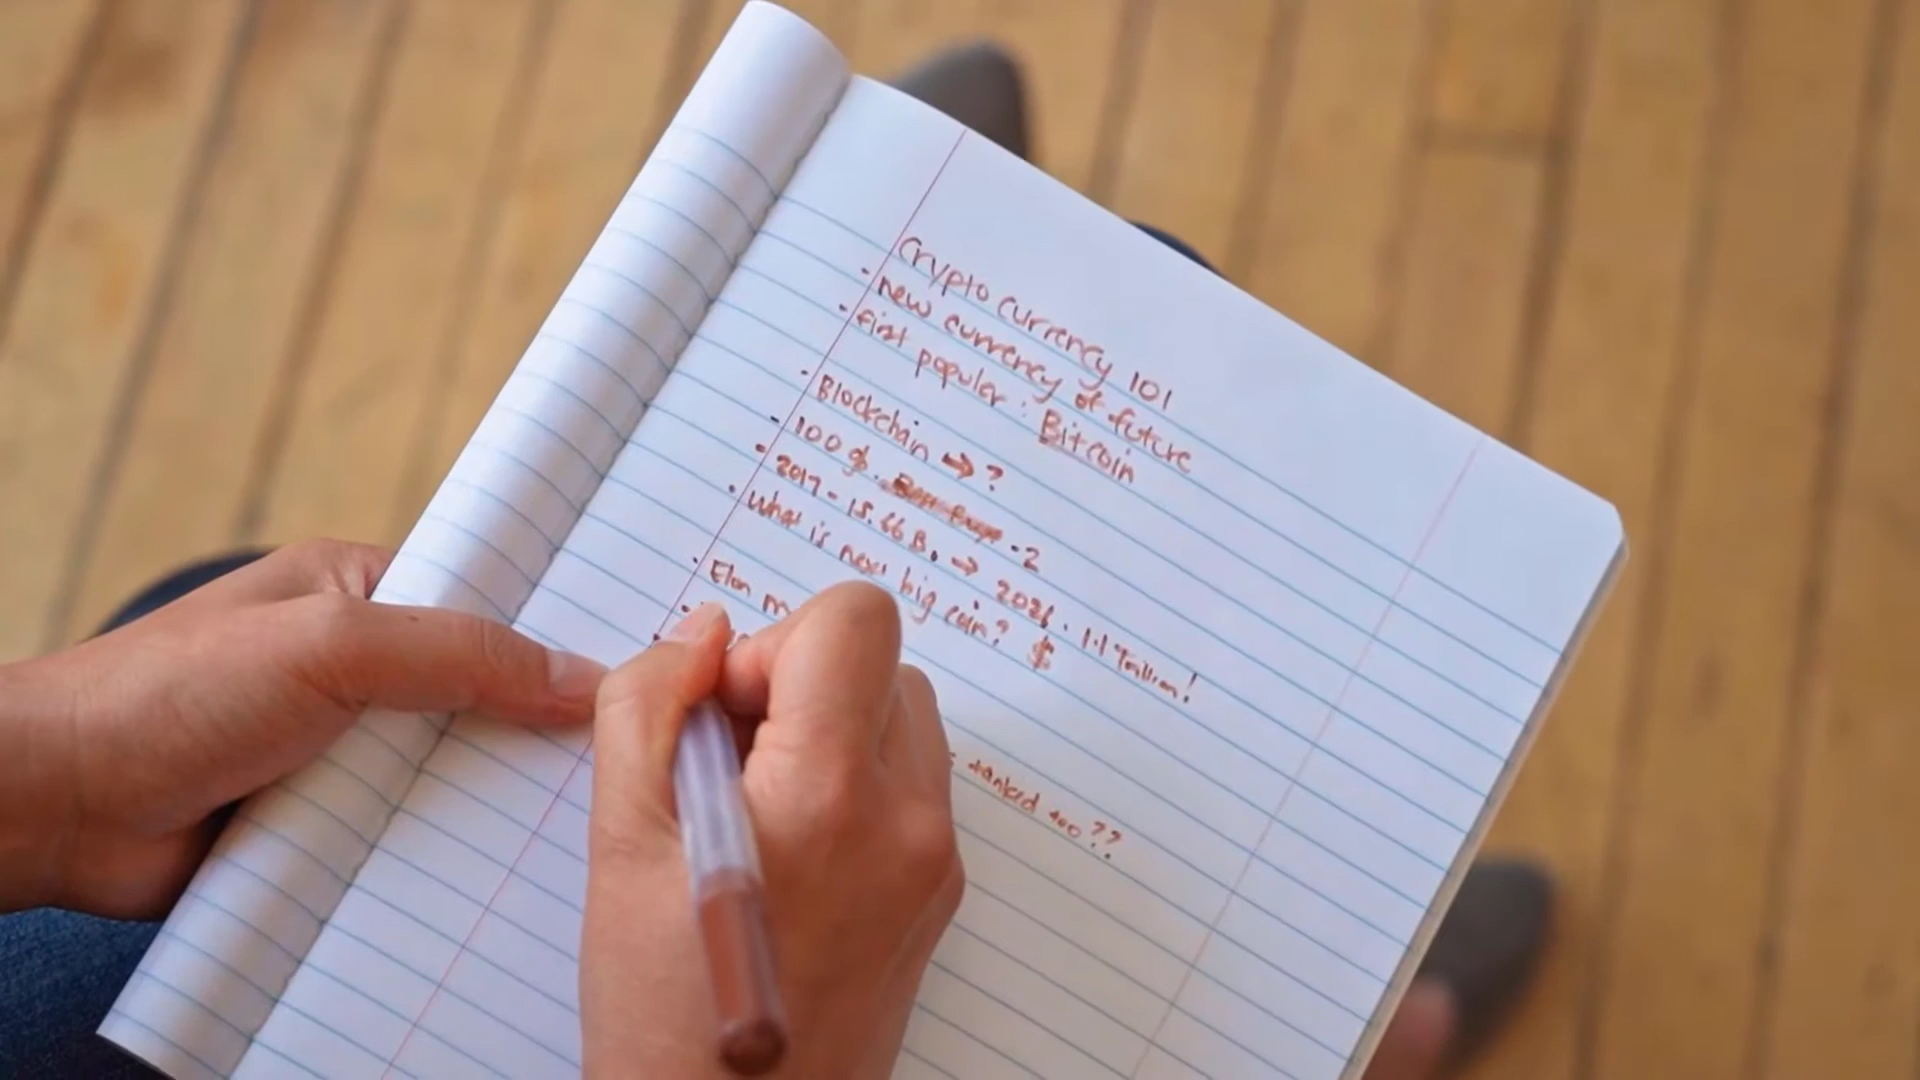 Crypto currency 101
· new currency of future
· first popular : Bitcoin
· Blockchain → ?
· 100 $. - 2
· 2017 - 15.66 B. → 2021. 1.1 Trillion!
· What is next big coin? $
· Elon
tanked too ??